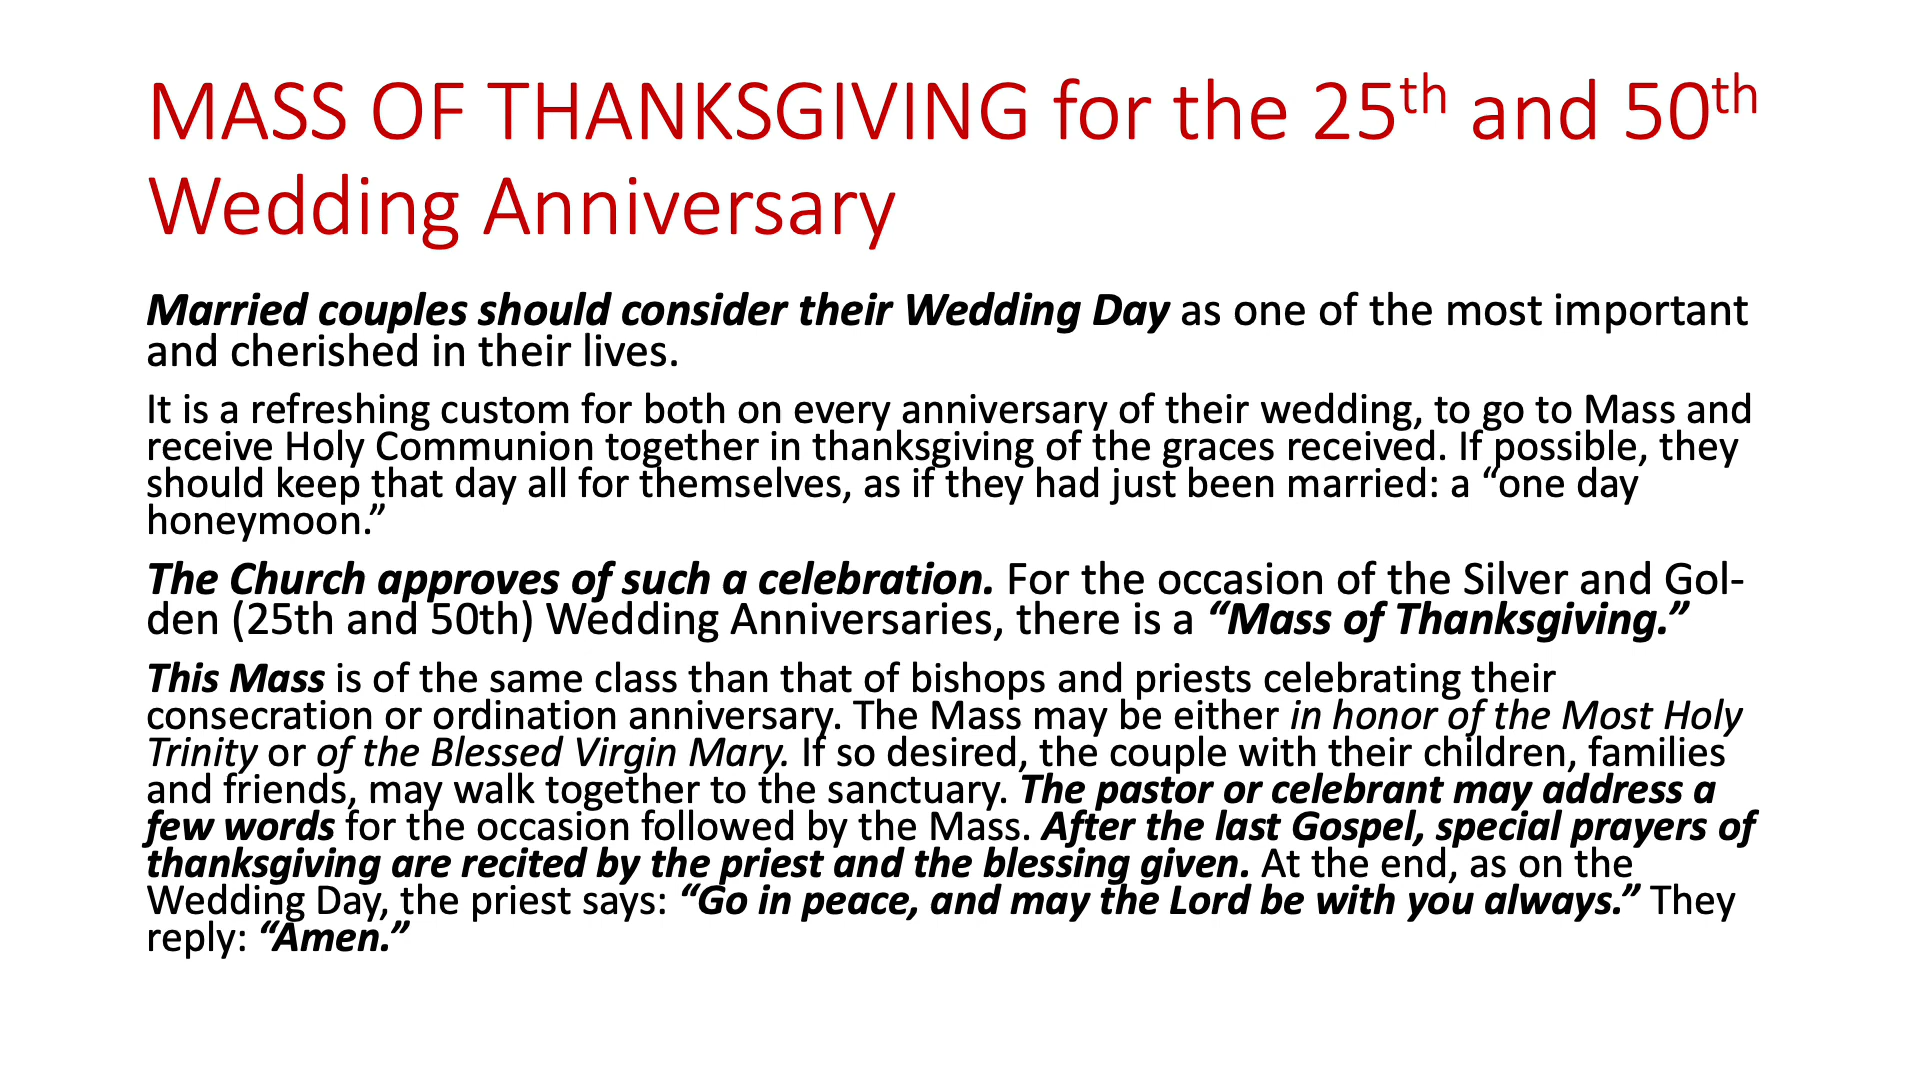 MASS OF THANKSGIVING for the 25th and 50th
Wedding Anniversary
Married couples should consider their Wedding Day as one of the most important
and cherished in their lives.
It is a refreshing custom for both on every anniversary of their wedding, to go to Mass and
receive Holy Communion together in thanksgiving of the graces received. If possible, they
should keep that day all for themselves, as if they had just been married: a “one day
honeymoon.”
The Church approves of such a celebration. For the occasion of the Silver and Gol-
den (25th and 50th) Wedding Anniversaries, there is a “Mass of Thanksgiving.”
This Mass is of the same class than that of bishops and priests celebrating their
consecration or ordination anniversary. The Mass may be either in honor of the Most Holy
Trinity or of the Blessed Virgin Mary. If so desired, the couple with their children, families
and friends, may walk together to the sanctuary. The pastor or celebrant may address a
few words for the occasion followed by the Mass. After the last Gospel, special prayers of
thanksgiving are recited by the priest and the blessing given. At the end, as on the
Wedding Day, the priest says: “Go in peace, and may the Lord be with you always.” They
reply: “Amen.”